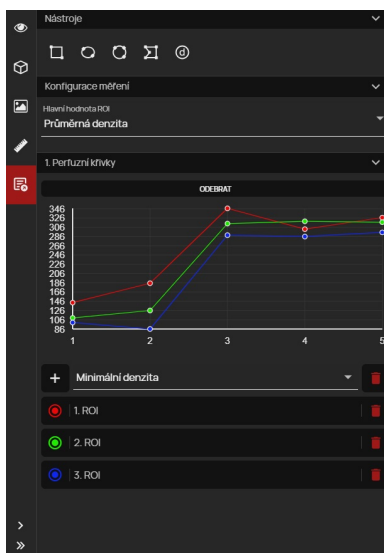 Nástroje
d
Konfigurace měření
Hlavní hodnota ROI
Průměrná denzita
1. Perfuzní křivky
ODEBRAT
346
326
306
286
266
246
226
206
186
166
146
126
106
86
1 2 3 4 5
+ Minimální denzita
1. ROI
2. ROI
3. ROI